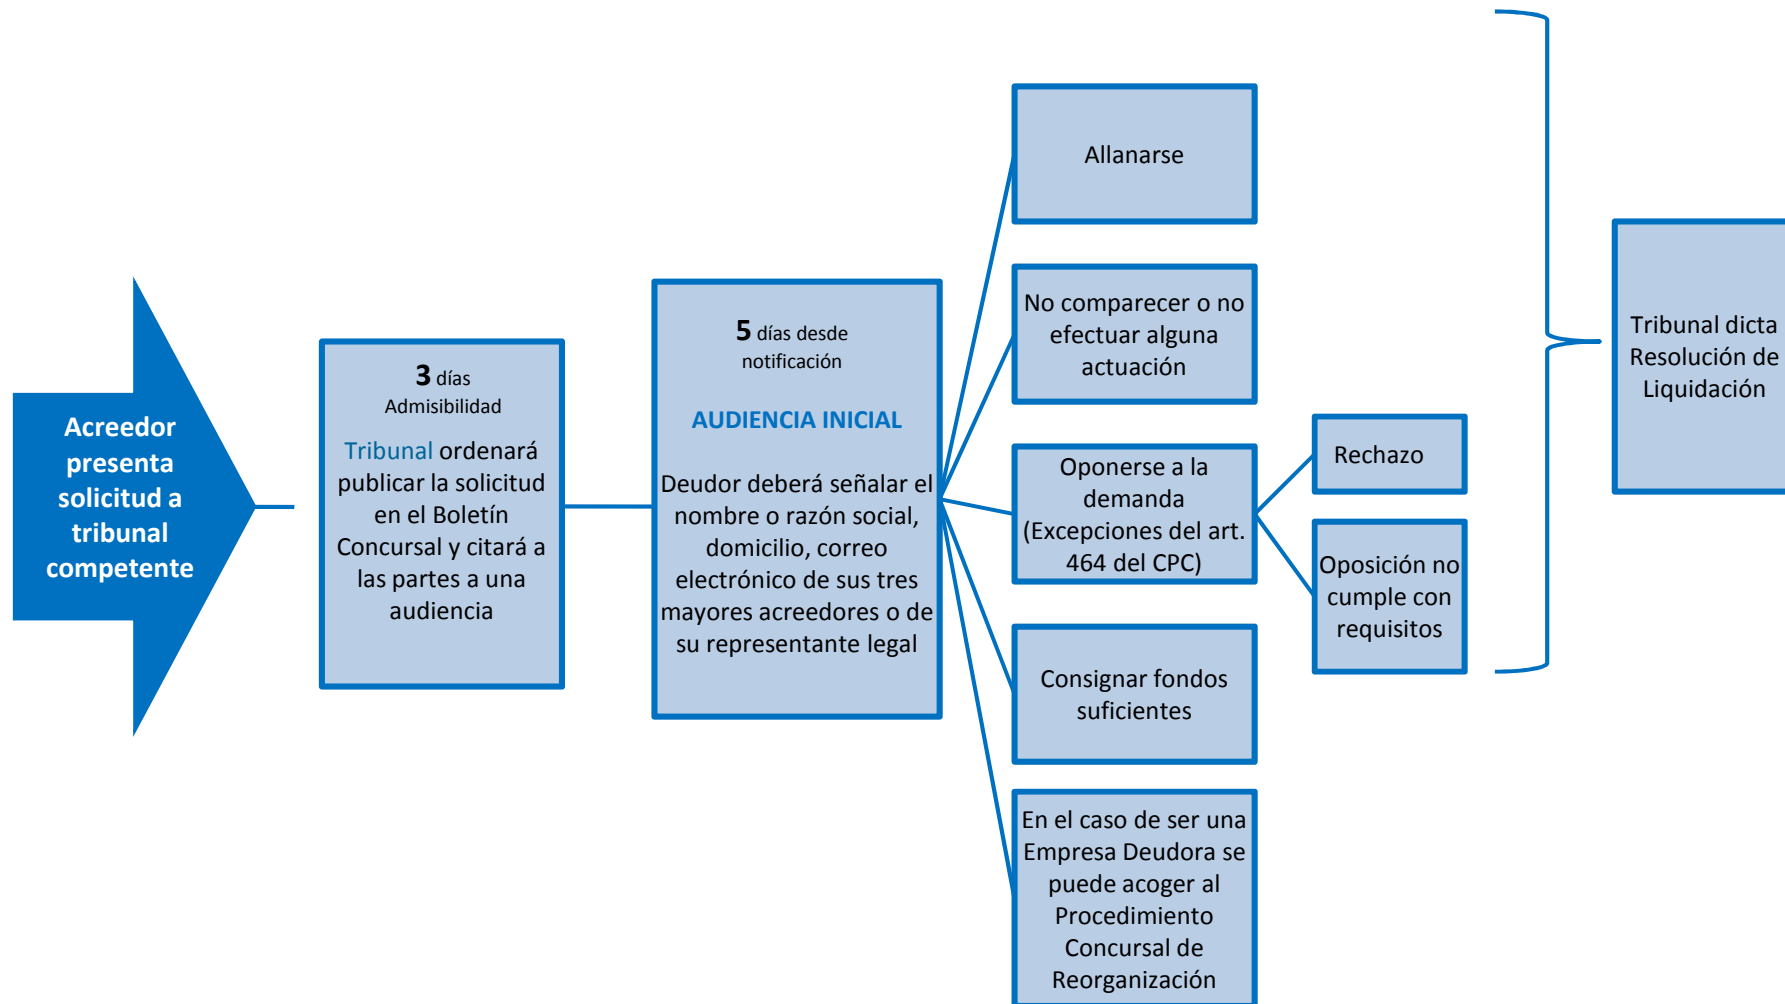 Acreedor
presenta
solicitud a
tribunal
competente
3 días
Admisibilidad
Tribunal ordenará
publicar la solicitud
en el Boletín
Concursal y citará a
las partes a una
audiencia
5 días desde
notificación
AUDIENCIA INICIAL
Deudor deberá señalar el
nombre o razón social,
domicilio, correo
electrónico de sus tres
mayores acreedores o de
su representante legal
Allanarse
No comparecer o no
efectuar alguna
actuación
Oponerse a la
demanda
(Excepciones del art.
464 del CPC)
Rechazo
Oposición no
cumple con
requisitos
Consignar fondos
suficientes
En el caso de ser una
Empresa Deudora se
puede acoger al
Procedimiento
Concursal de
Reorganización
Tribunal dicta
Resolución de
Liquidación